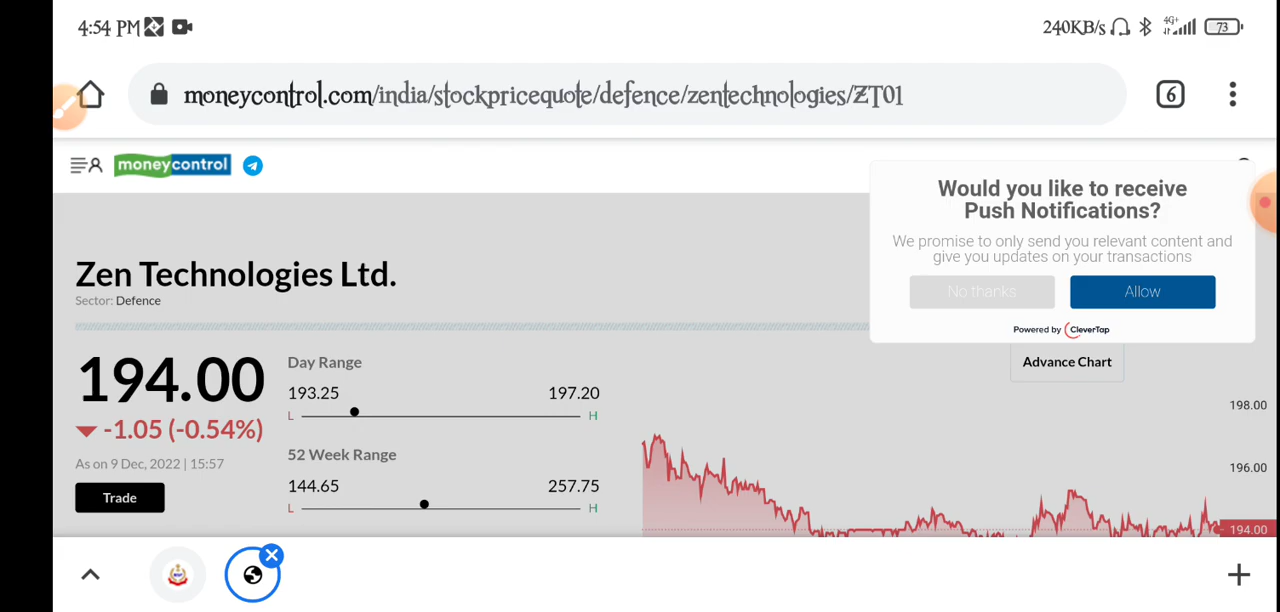 4:54 PM
240KB/s 4G+ 73
moneycontrol.com/india/stockpricequote/defence/zentechnologies/ZT01
6
moneycontrol
Would you like to receive
Push Notifications?
We promise to only send you relevant content and
give you updates on your transactions
No thanks
Allow
Powered by CleverTap
Zen Technologies Ltd.
Sector: Defence
194.00
-1.05 (-0.54%)
As on 9 Dec, 2022 | 15:57
Trade
Day Range
193.25
197.20
L
H
52 Week Range
144.65
257.75
L
H
Advance Chart
198.00
196.00
194.00